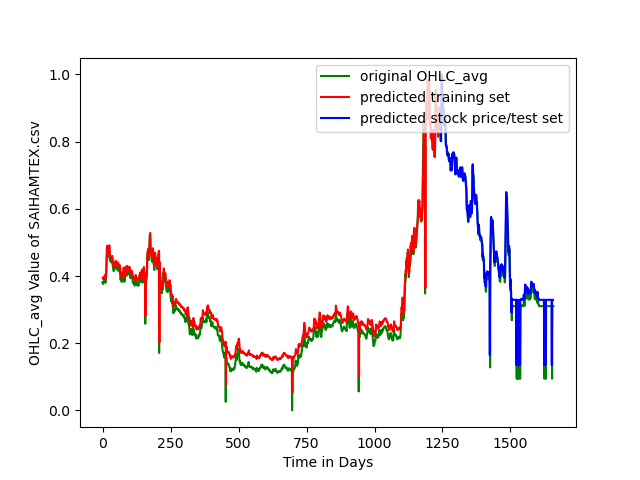 original OHLC_avg
predicted training set
predicted stock price/test set
OHLC_avg Value of SAIHAMTEX.csv
1.0
0.8
0.6
0.4
0.2
0.0
0 250 500 750 1000 1250 1500
Time in Days